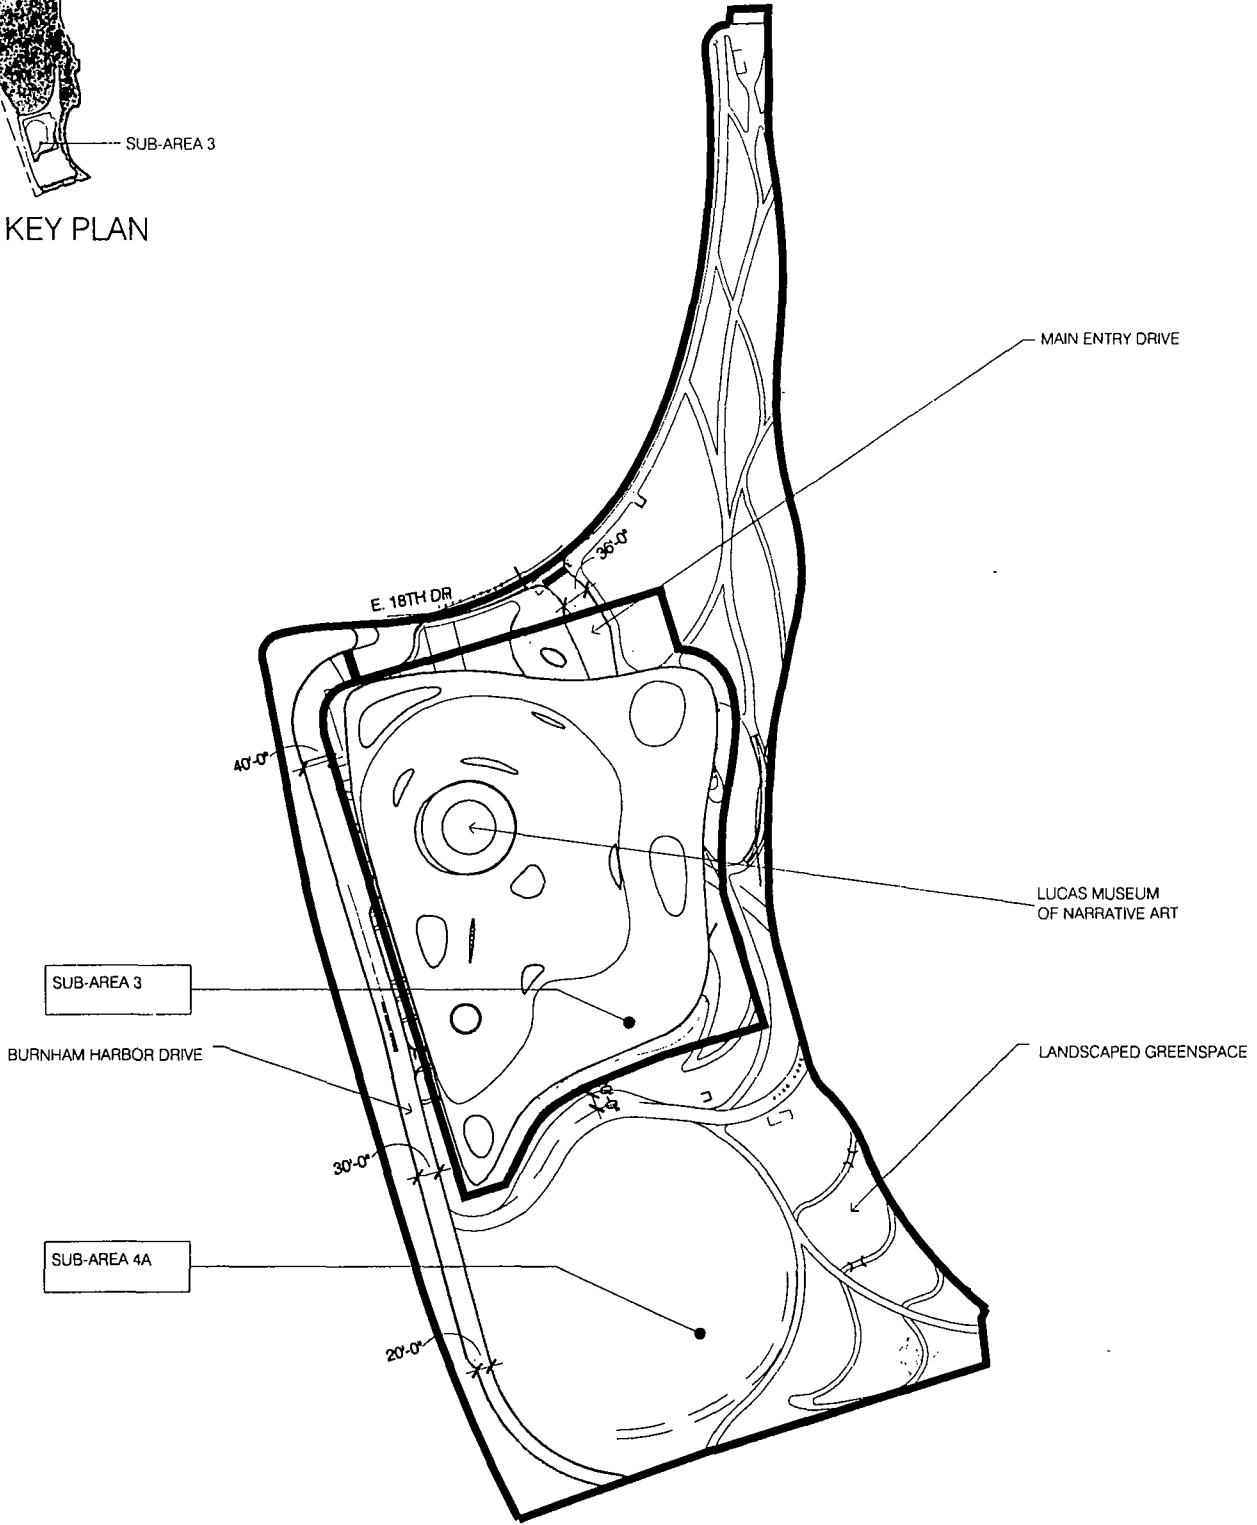 SUB-AREA 3
KEY PLAN
MAIN ENTRY DRIVE
36'-0"
E. 18TH DR
40'-0"
LUCAS MUSEUM
OF NARRATIVE ART
SUB-AREA 3
BURNHAM HARBOR DRIVE
LANDSCAPED GREENSPACE
30'-0"
SUB-AREA 4A
20'-0"